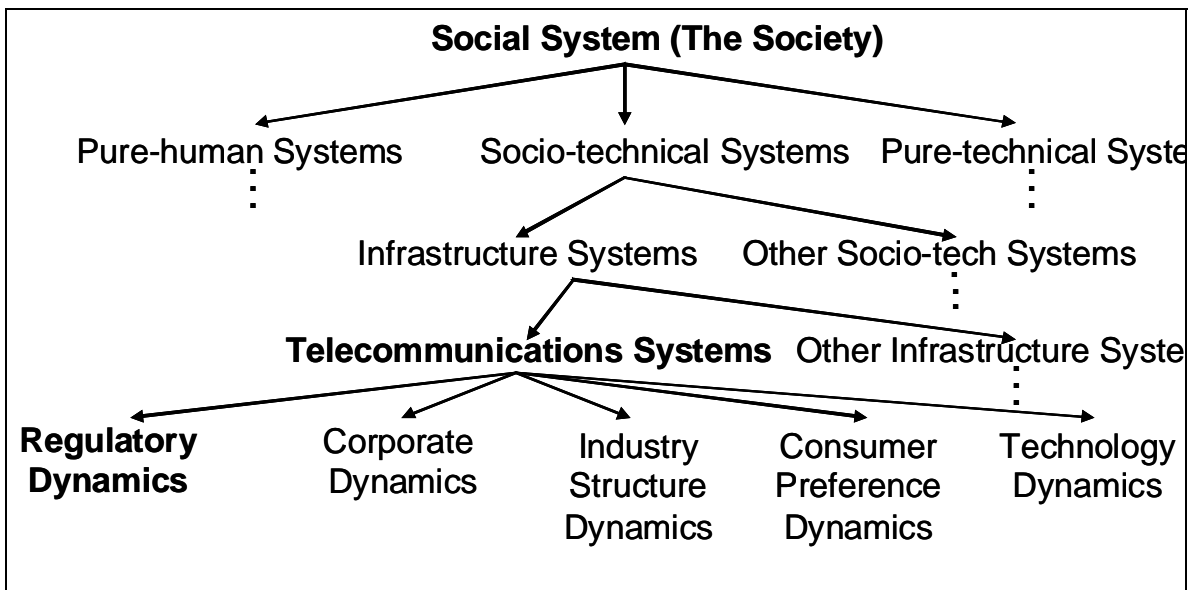 Social System (The Society)
Pure-human Systems Socio-technical Systems Pure-technical Syste
Infrastructure Systems Other Socio-tech Systems
Telecommunications Systems Other Infrastructure Syste
Regulatory
Dynamics
Corporate
Dynamics
Industry
Structure
Dynamics
Consumer
Preference
Dynamics
Technology
Dynamics